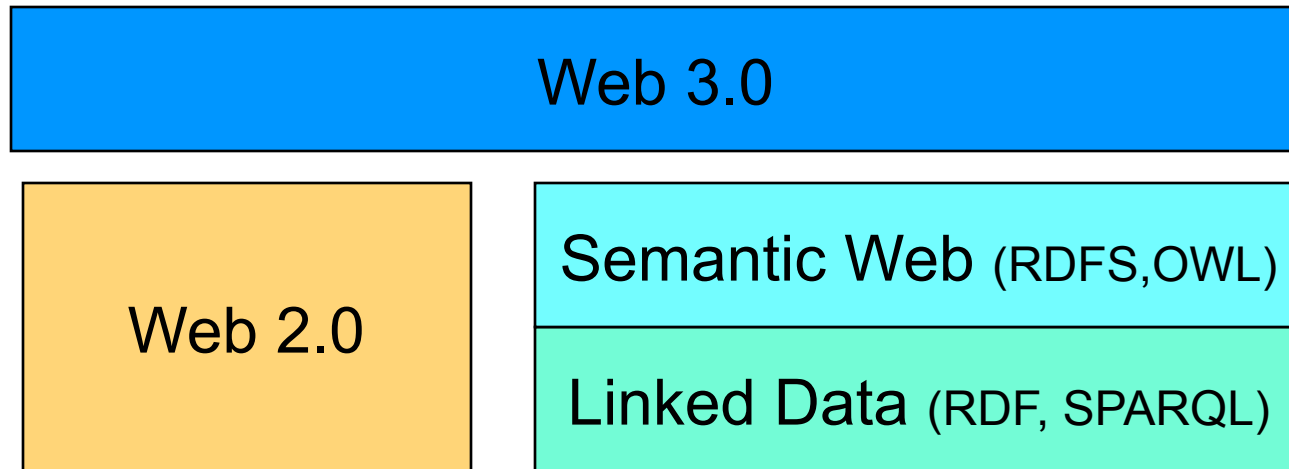 Web 3.0
Web 2.0
Semantic Web (RDFS,OWL)
Linked Data (RDF, SPARQL)